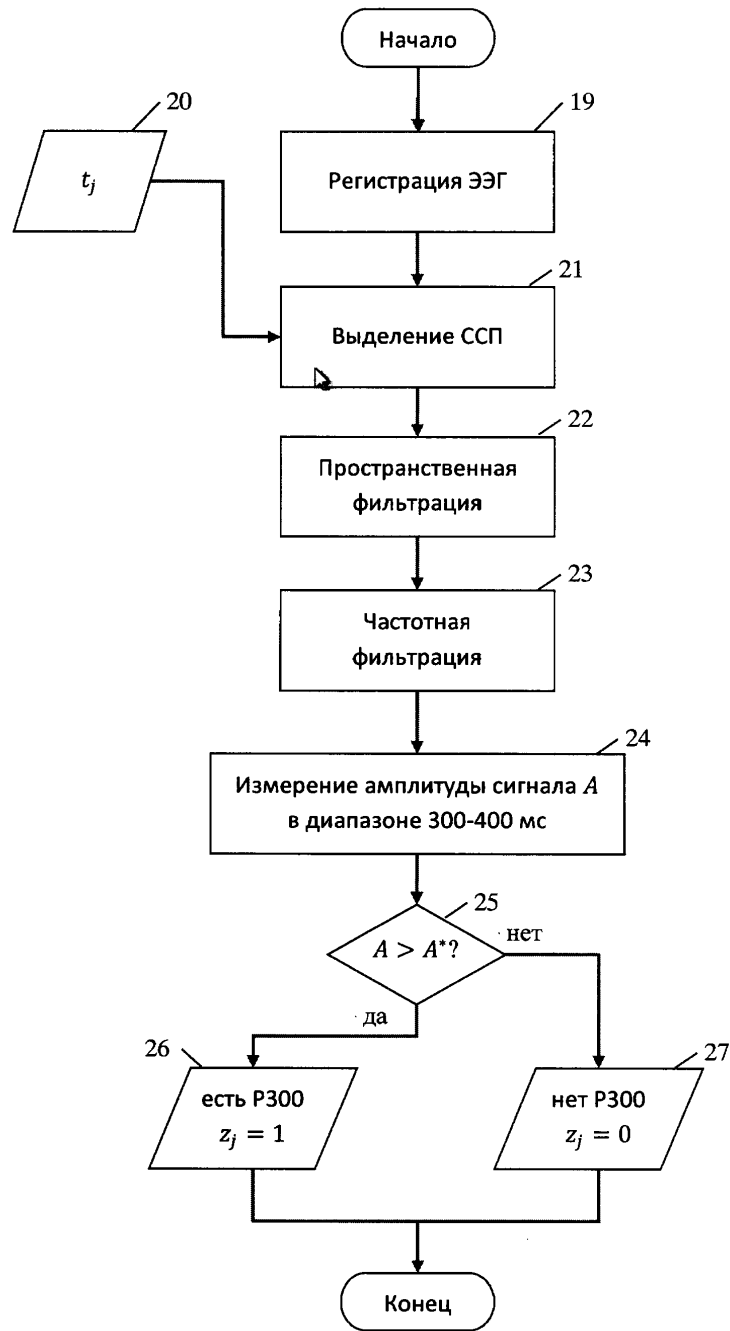 Начало
20
19
t_j
Регистрация ЭЭГ
21
Выделение ССП
22
Пространственная
фильтрация
23
Частотная
фильтрация
24
Измерение амплитуды сигнала A
в диапазоне 300-400 мс
25
A > A*?
нет
да
26
27
есть P300
z_j = 1
нет P300
z_j = 0
Конец